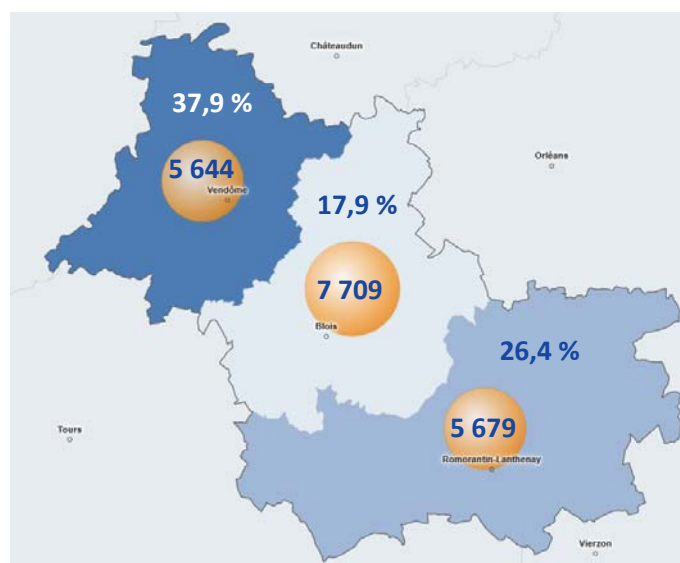 Châteaudun
37,9 %
Orléans
5 644
Vendôme
17,9 %
7 709
Blois
26,4 %
Tours
5 679
Romorantin-Lanthenay
Vierzon